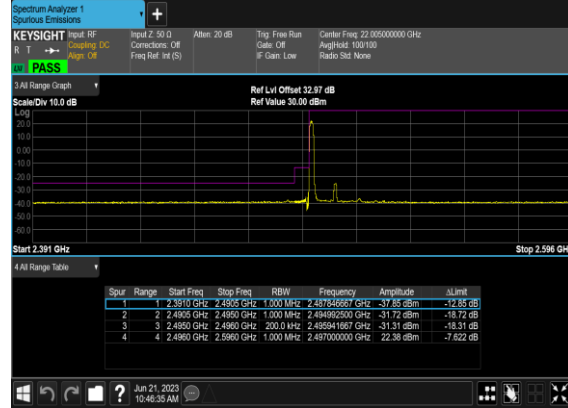 Spectrum Analyzer 1
Spurious Emissions
KEYSIGHT Input: RF Input Z: 50 Ω Atten: 20 dB Trig: Free Run Center Freq: 22.005000000 GHz
R T Coupling: DC Corrections: Off Gate: Off Avg|Hold: 100/100
Align: Off Freq Ref: Int (S) IF Gain: Low Radio Std: None
PASS
3 All Range Graph
Ref Lvl Offset 32.97 dB
Scale/Div 10.0 dB Ref Value 30.00 dBm
Log
20.0
10.0
0.00
-10.0
-20.0
-30.0
-40.0
-50.0
-60.0
Start 2.391 GHz Stop 2.596 GH
4 All Range Table
Spur Range Start Freq Stop Freq RBW Frequency Amplitude ΔLimit
1 1 2.3910 GHz 2.4905 GHz 1.000 MHz 2.487846667 GHz -37.85 dBm -12.85 dB
2 2 2.4905 GHz 2.4950 GHz 1.000 MHz 2.494992500 GHz -31.72 dBm -18.72 dB
3 3 2.4950 GHz 2.4960 GHz 200.0 kHz 2.495941667 GHz -31.31 dBm -18.31 dB
4 4 2.4960 GHz 2.5960 GHz 1.000 MHz 2.497000000 GHz 22.38 dBm -7.622 dB
? Jun 21, 2023
10:46:35 AM